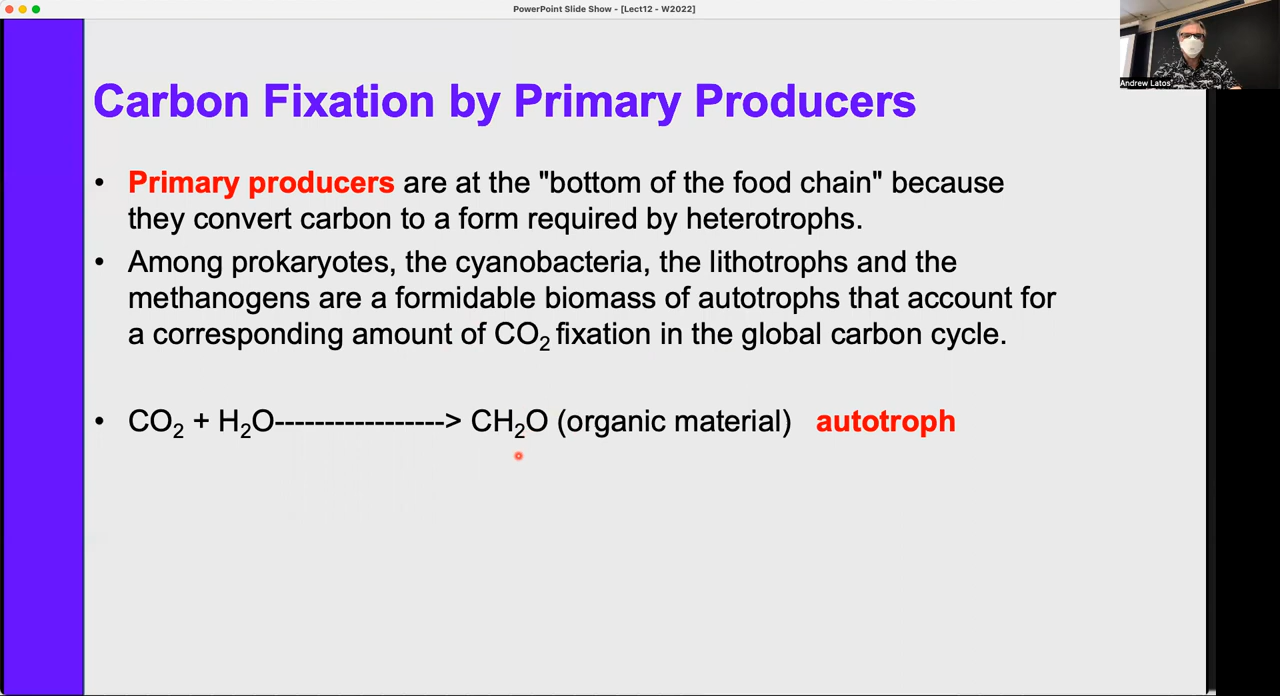 PowerPoint Slide Show - [Lect12 - W2022]
Andrew Latos
Carbon Fixation by Primary Producers
• Primary producers are at the "bottom of the food chain" because
they convert carbon to a form required by heterotrophs.
• Among prokaryotes, the cyanobacteria, the lithotrophs and the
methanogens are a formidable biomass of autotrophs that account for
a corresponding amount of CO₂ fixation in the global carbon cycle.
• CO₂ + H₂O-----------------> CH₂O (organic material) autotroph